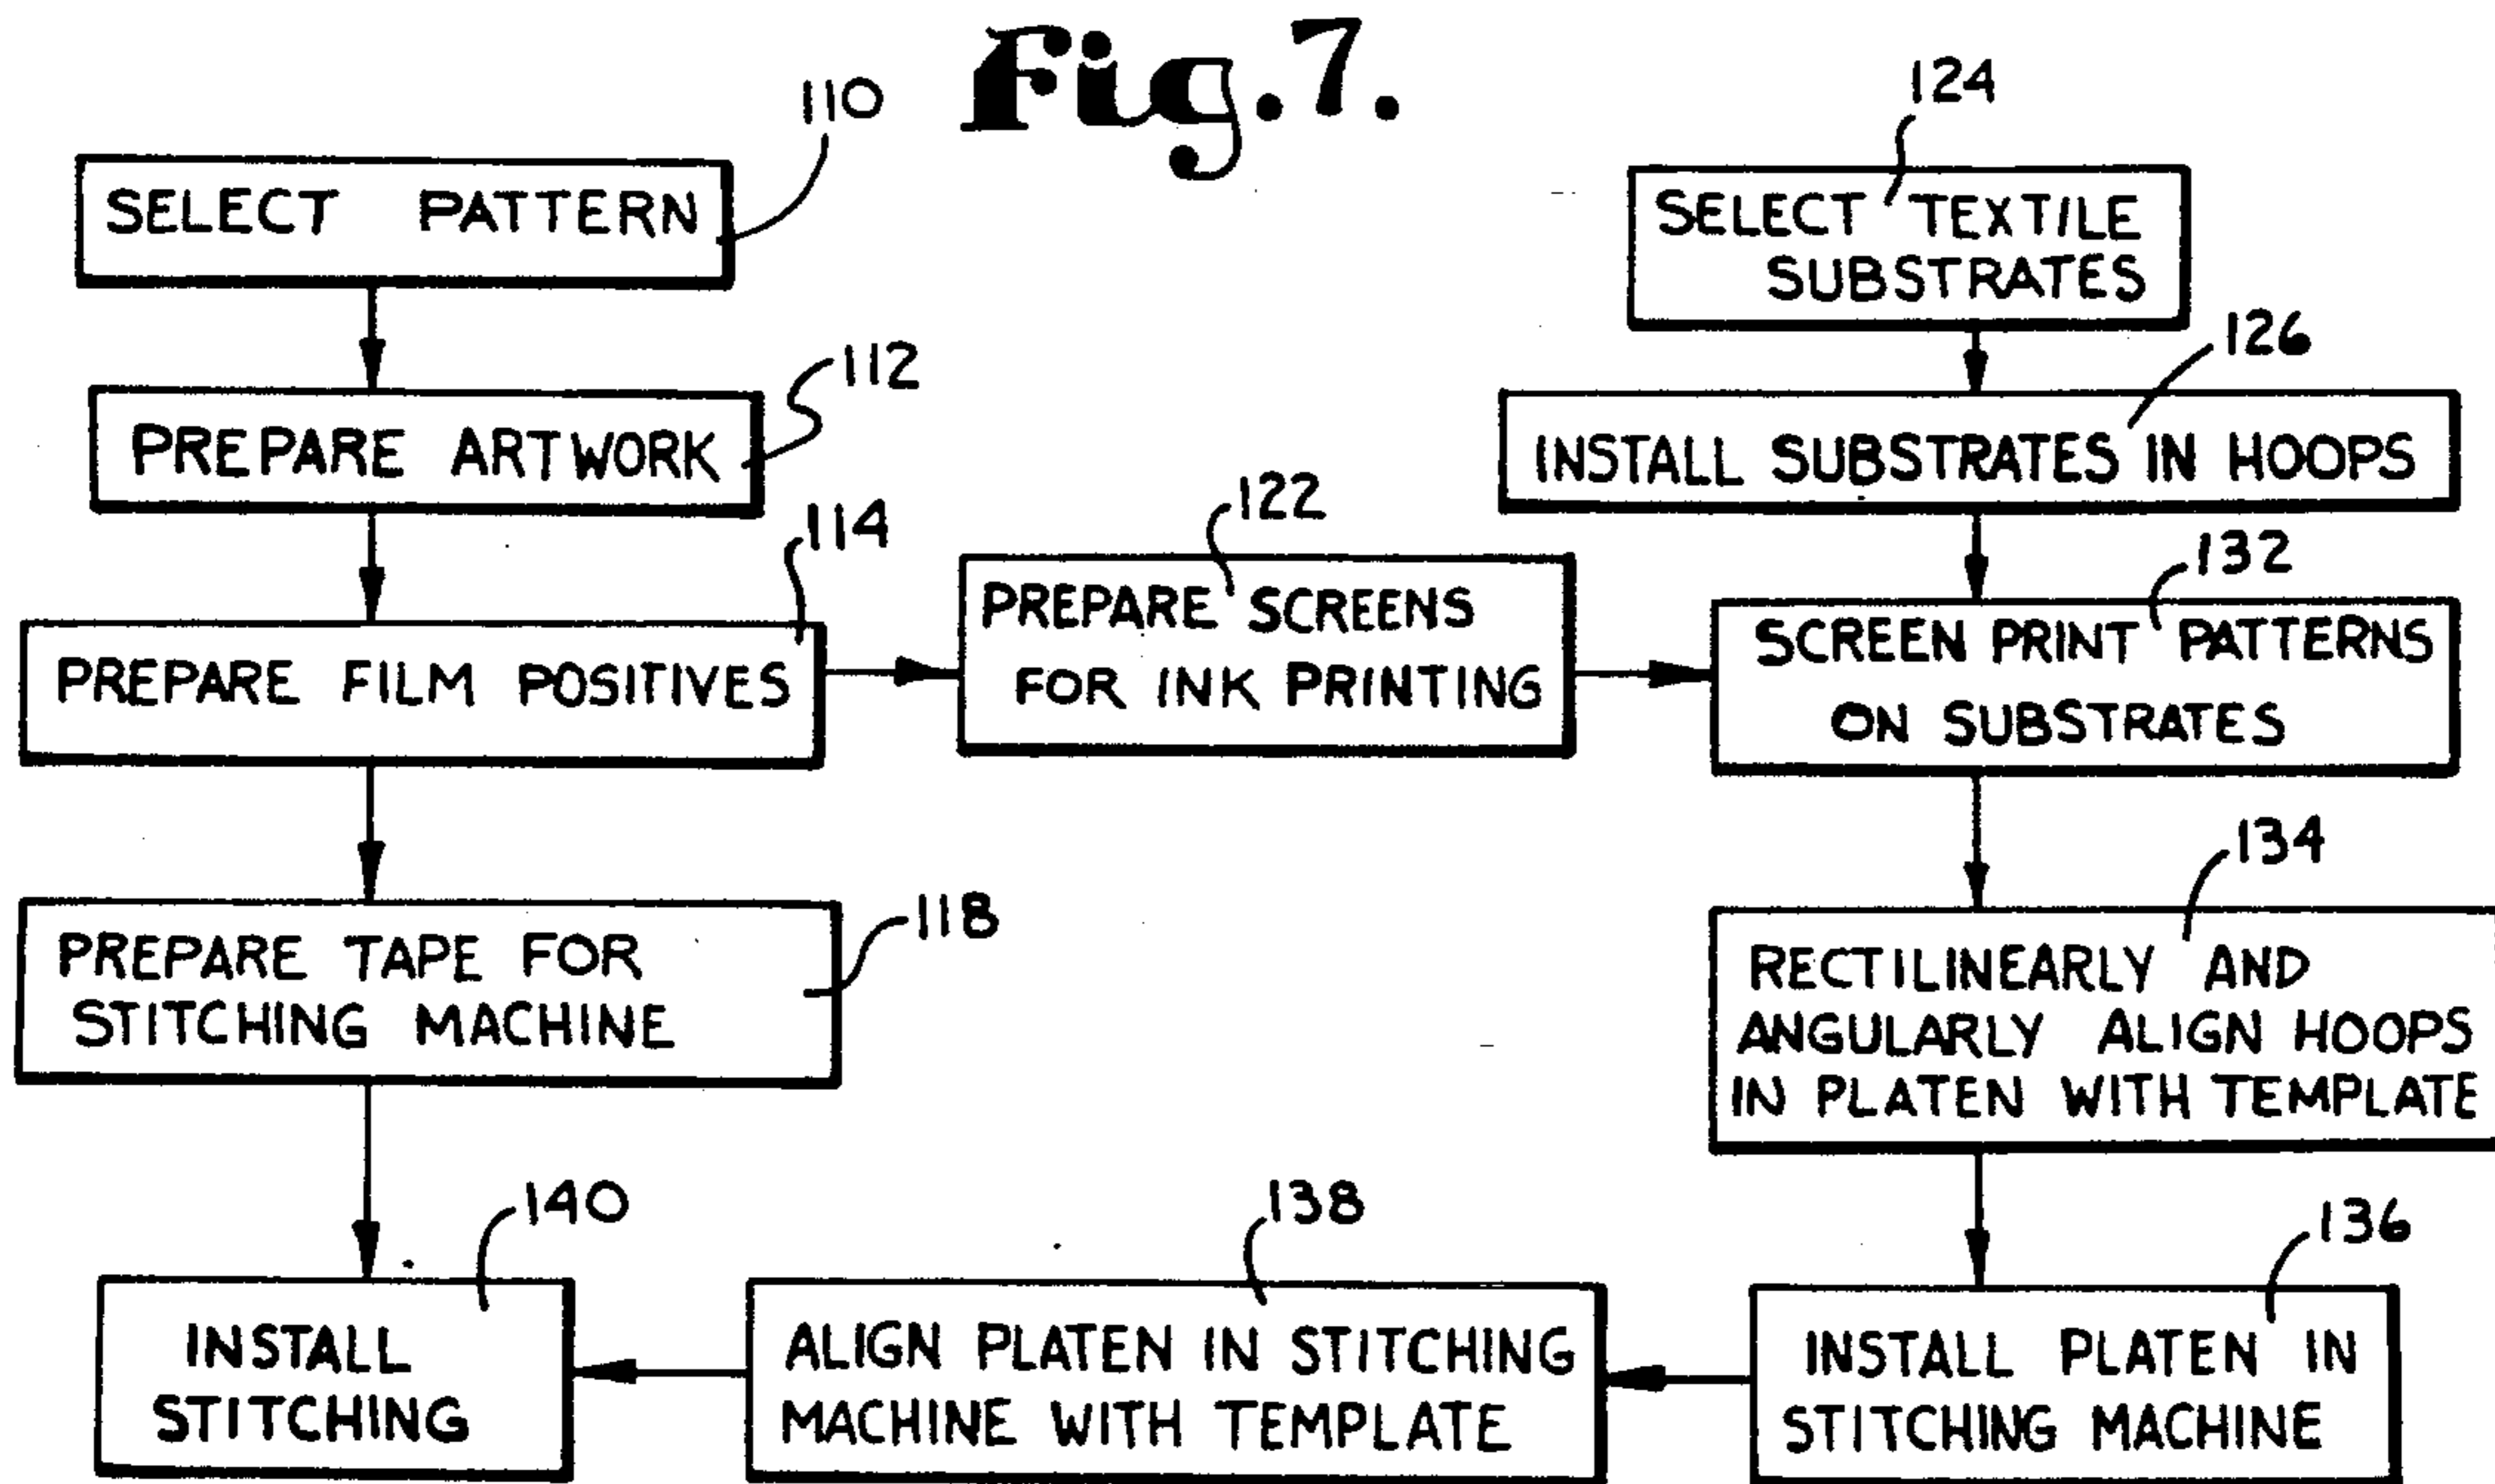 Fig. 7.
110
SELECT PATTERN
112
PREPARE ARTWORK
114
PREPARE FILM POSITIVES
122
PREPARE SCREENS
FOR INK PRINTING
124
SELECT TEXTILE
SUBSTRATES
126
INSTALL SUBSTRATES IN HOOPS
132
SCREEN PRINT PATTERNS
ON SUBSTRATES
118
PREPARE TAPE FOR
STITCHING MACHINE
134
RECTILINEARLY AND
ANGULARLY ALIGN HOOPS
IN PLATEN WITH TEMPLATE
140
INSTALL
STITCHING
138
ALIGN PLATEN IN STITCHING
MACHINE WITH TEMPLATE
136
INSTALL PLATEN IN
STITCHING MACHINE